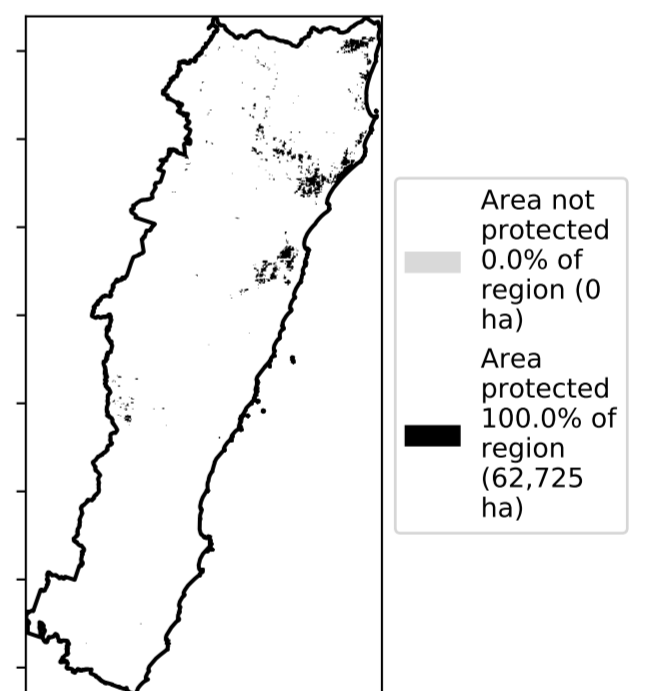 Area not
protected
0.0% of
region (0
ha)
Area
protected
100.0% of
region
(62,725
ha)